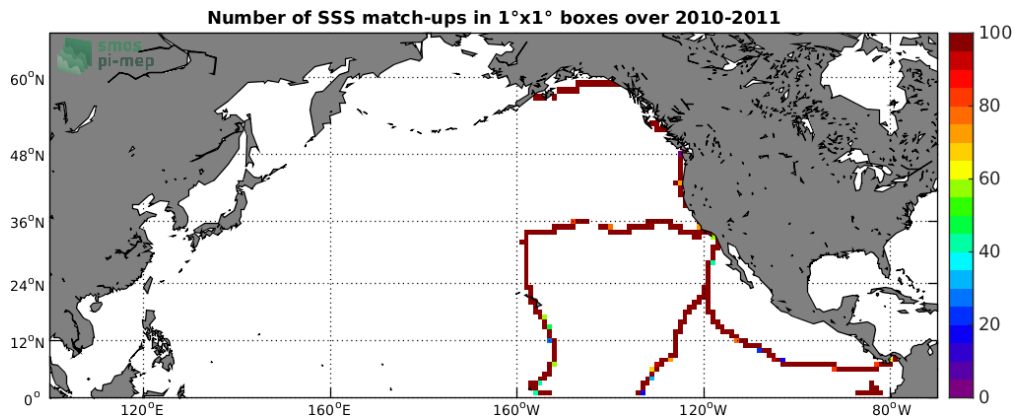 Number of SSS match-ups in 1°x1° boxes over 2010-2011
smos
pi-mep
60°N
48°N
36°N
24°N
12°N
0°
120°E
160°E
160°W
120°W
80°W
100
80
60
40
20
0